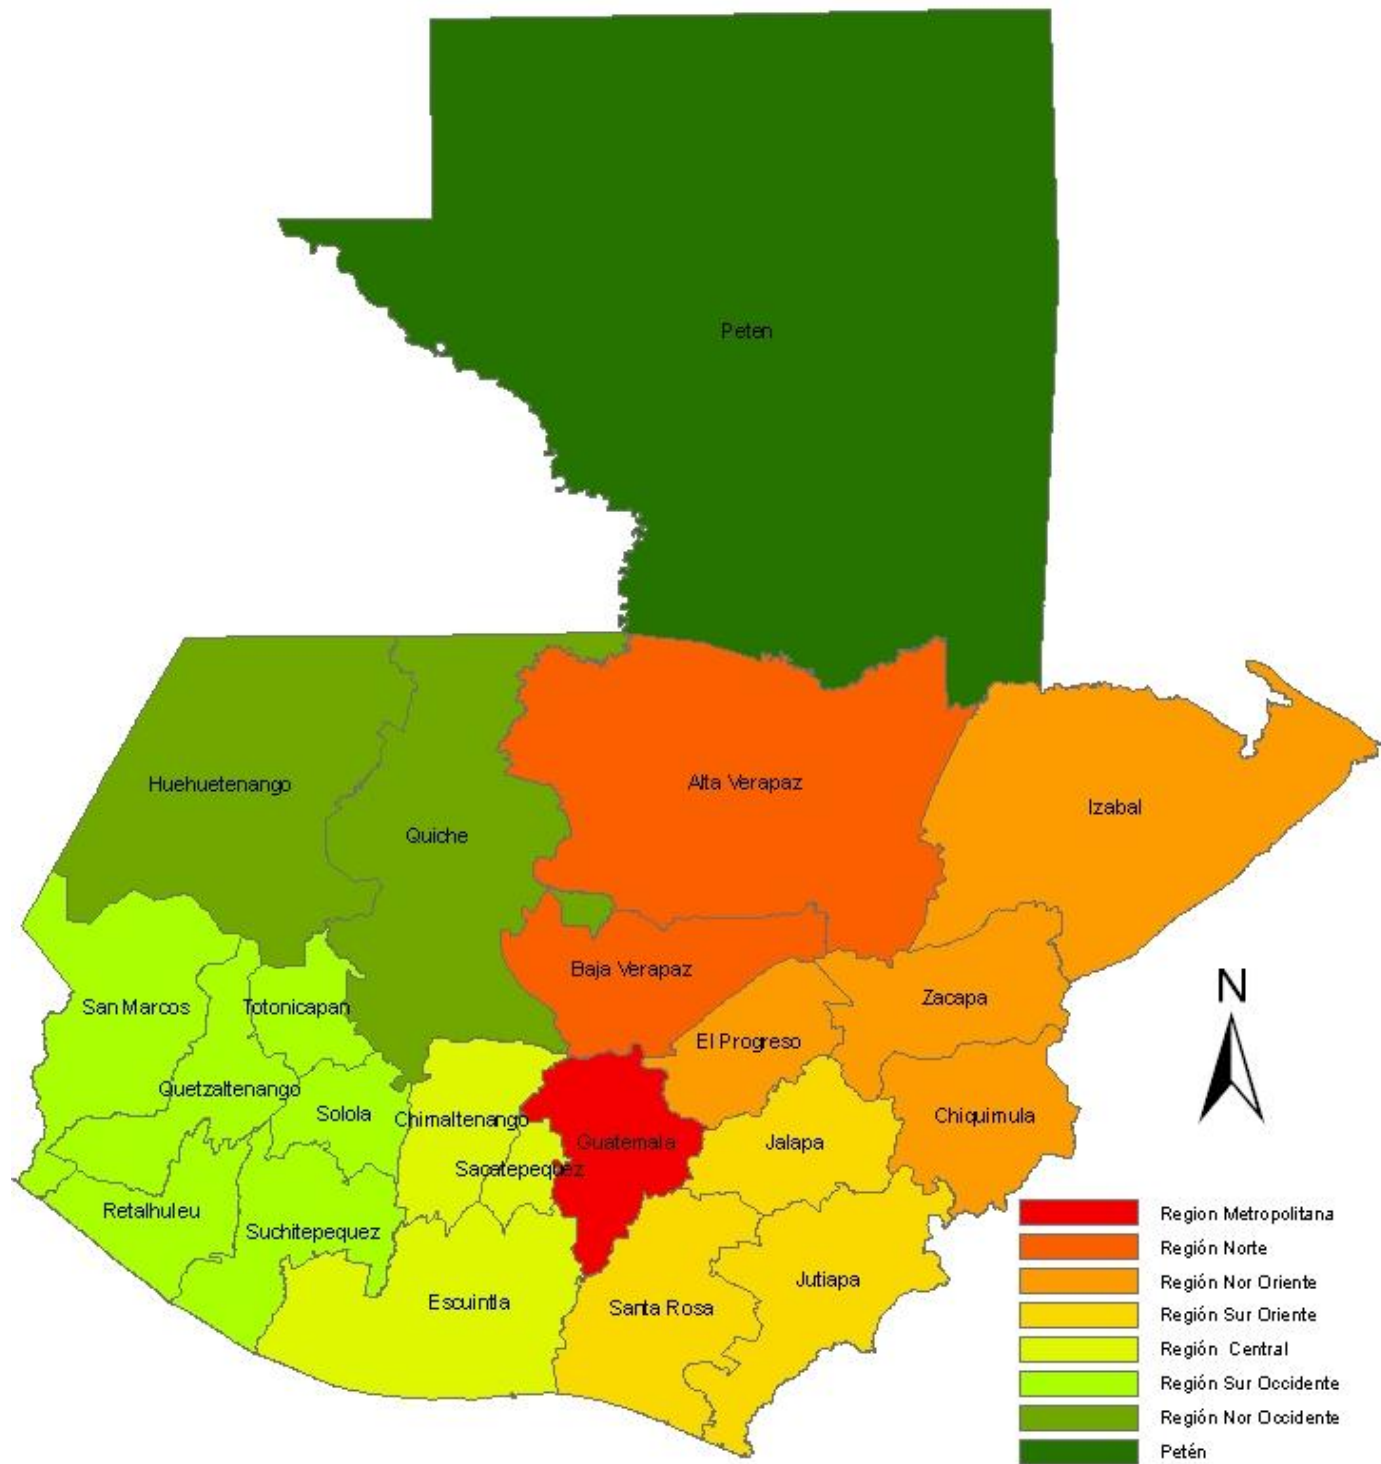 Peten
Huehuetenango
Alta Verapaz
Izabal
Quiche
Baja Verapaz
Zacapa
N
San Marcos
Totonicapan
El Progreso
Quetzaltenango
Solola
Chimaltenango
Guatemala
Jalapa
Chiquimula
Sacatepequez
Retalhuleu
Suchitepequez
Escuintla
Santa Rosa
Jutiapa
Region Metropolitana
Región Norte
Región Nor Oriente
Región Sur Oriente
Región Central
Región Sur Occidente
Región Nor Occidente
Petén